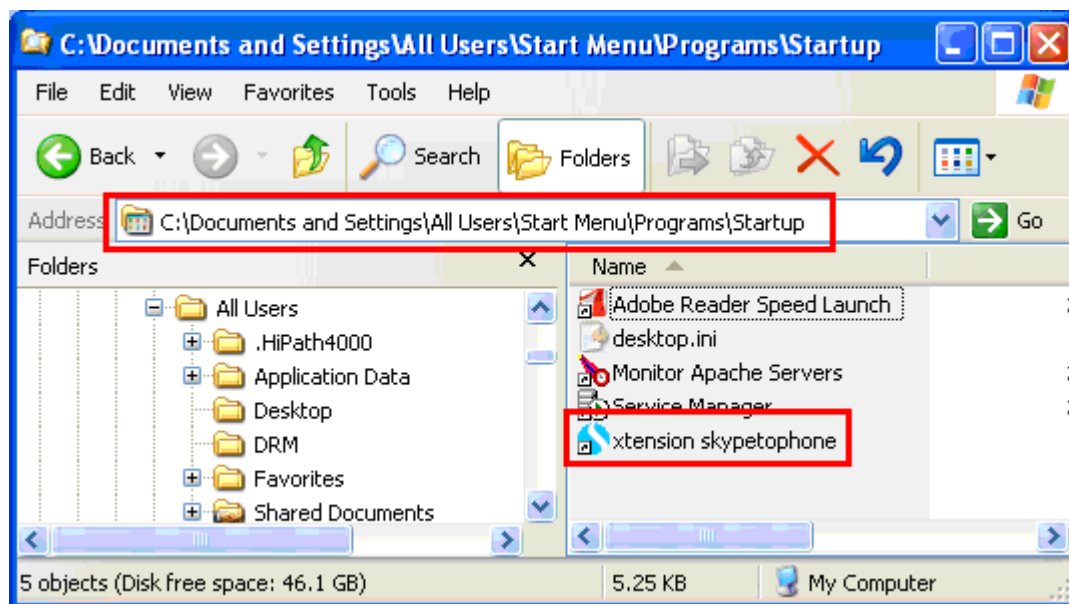 C:\Documents and Settings\All Users\Start Menu\Programs\Startup
File Edit View Favorites Tools Help
Back Search Folders
Address C:\Documents and Settings\All Users\Start Menu\Programs\Startup Go
Folders Name
All Users
.HiPath4000
Application Data
Desktop
DRM
Favorites
Shared Documents
Adobe Reader Speed Launch
desktop.ini
Monitor Apache Servers
Service Manager
xtension skypetophone
5 objects (Disk free space: 46.1 GB) 5.25 KB My Computer